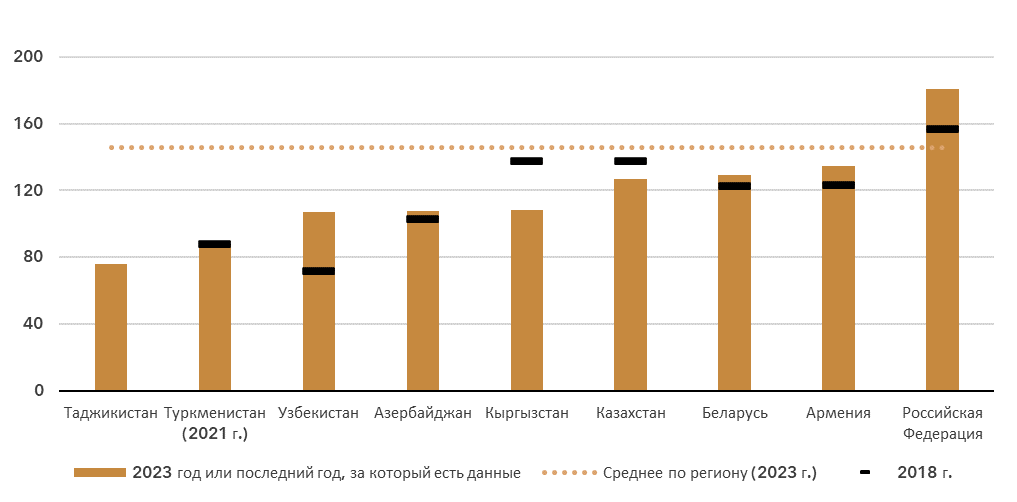 200
160
120
80
40
0
Таджикистан Туркменистан Узбекистан Азербайджан Кыргызстан Казахстан Беларусь Армения Российская
(2021 г.) Федерация
2023 год или последний год, за который есть данные Среднее по региону (2023 г.) 2018 г.